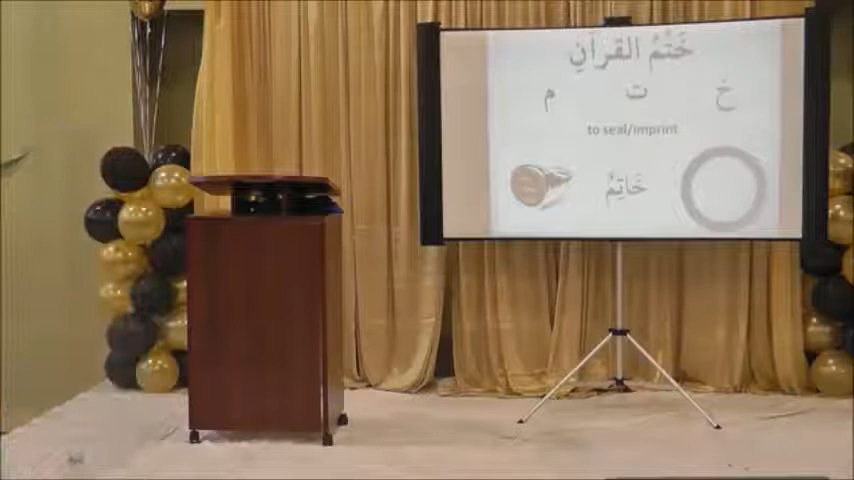 خَتْمُ القرآنِ
خ ت م
to seal/imprint
خَاتِمٌ